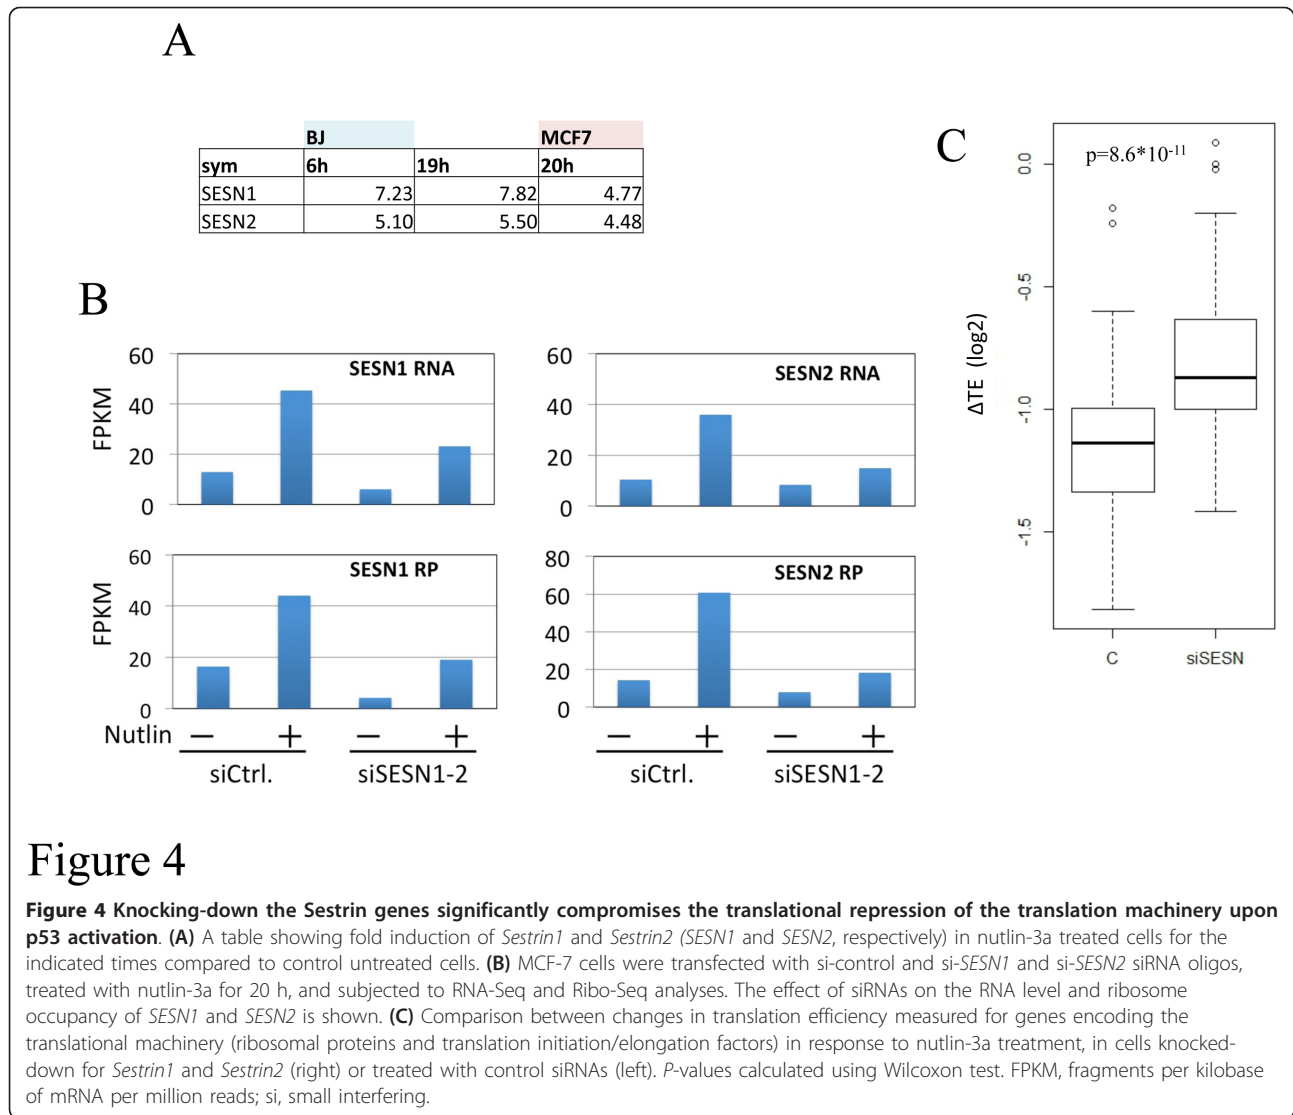 A
BJ MCF7
sym 6h 19h 20h
SESN1 7.23 7.82 4.77
SESN2 5.10 5.50 4.48
B
60
40
20
0
FPKM
SESN1 RNA
60
40
20
0
SESN2 RNA
60
40
20
0
FPKM
SESN1 RP
80
60
40
20
0
SESN2 RP
Nutlin − + − + − + − +
siCtrl. siSESN1-2 siCtrl. siSESN1-2
C
p=8.6*10-11
0.0
-0.5
-1.0
-1.5
ΔTE (log2)
C siSESN
Figure 4
Figure 4 Knocking-down the Sestrin genes significantly compromises the translational repression of the translation machinery upon
p53 activation. (A) A table showing fold induction of Sestrin1 and Sestrin2 (SESN1 and SESN2, respectively) in nutlin-3a treated cells for the
indicated times compared to control untreated cells. (B) MCF-7 cells were transfected with si-control and si-SESN1 and si-SESN2 siRNA oligos,
treated with nutlin-3a for 20 h, and subjected to RNA-Seq and Ribo-Seq analyses. The effect of siRNAs on the RNA level and ribosome
occupancy of SESN1 and SESN2 is shown. (C) Comparison between changes in translation efficiency measured for genes encoding the
translational machinery (ribosomal proteins and translation initiation/elongation factors) in response to nutlin-3a treatment, in cells knocked-
down for Sestrin1 and Sestrin2 (right) or treated with control siRNAs (left). P-values calculated using Wilcoxon test. FPKM, fragments per kilobase
of mRNA per million reads; si, small interfering.